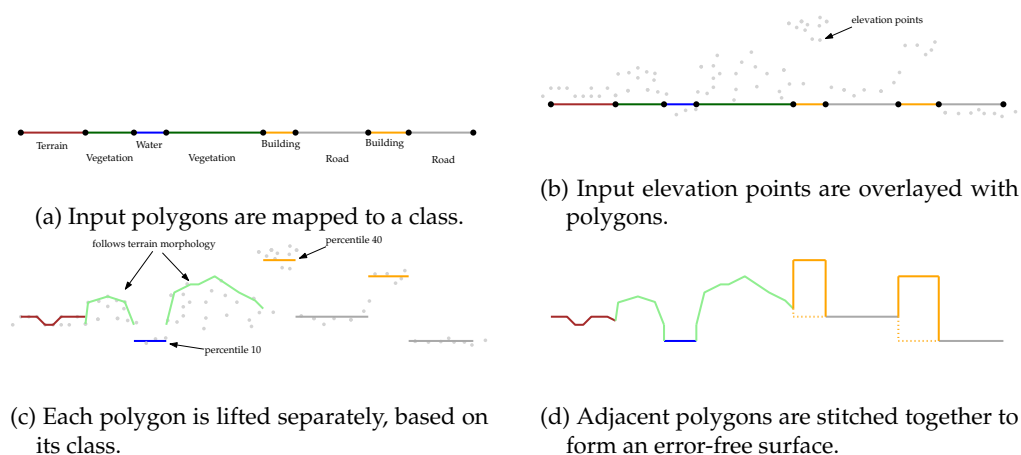 Terrain
Vegetation
Water
Vegetation
Building
Road
Building
Road
(a) Input polygons are mapped to a class.
elevation points
(b) Input elevation points are overlayed with
polygons.
follows terrain morphology
percentile 40
percentile 10
(c) Each polygon is lifted separately, based on
its class.
(d) Adjacent polygons are stitched together to
form an error-free surface.